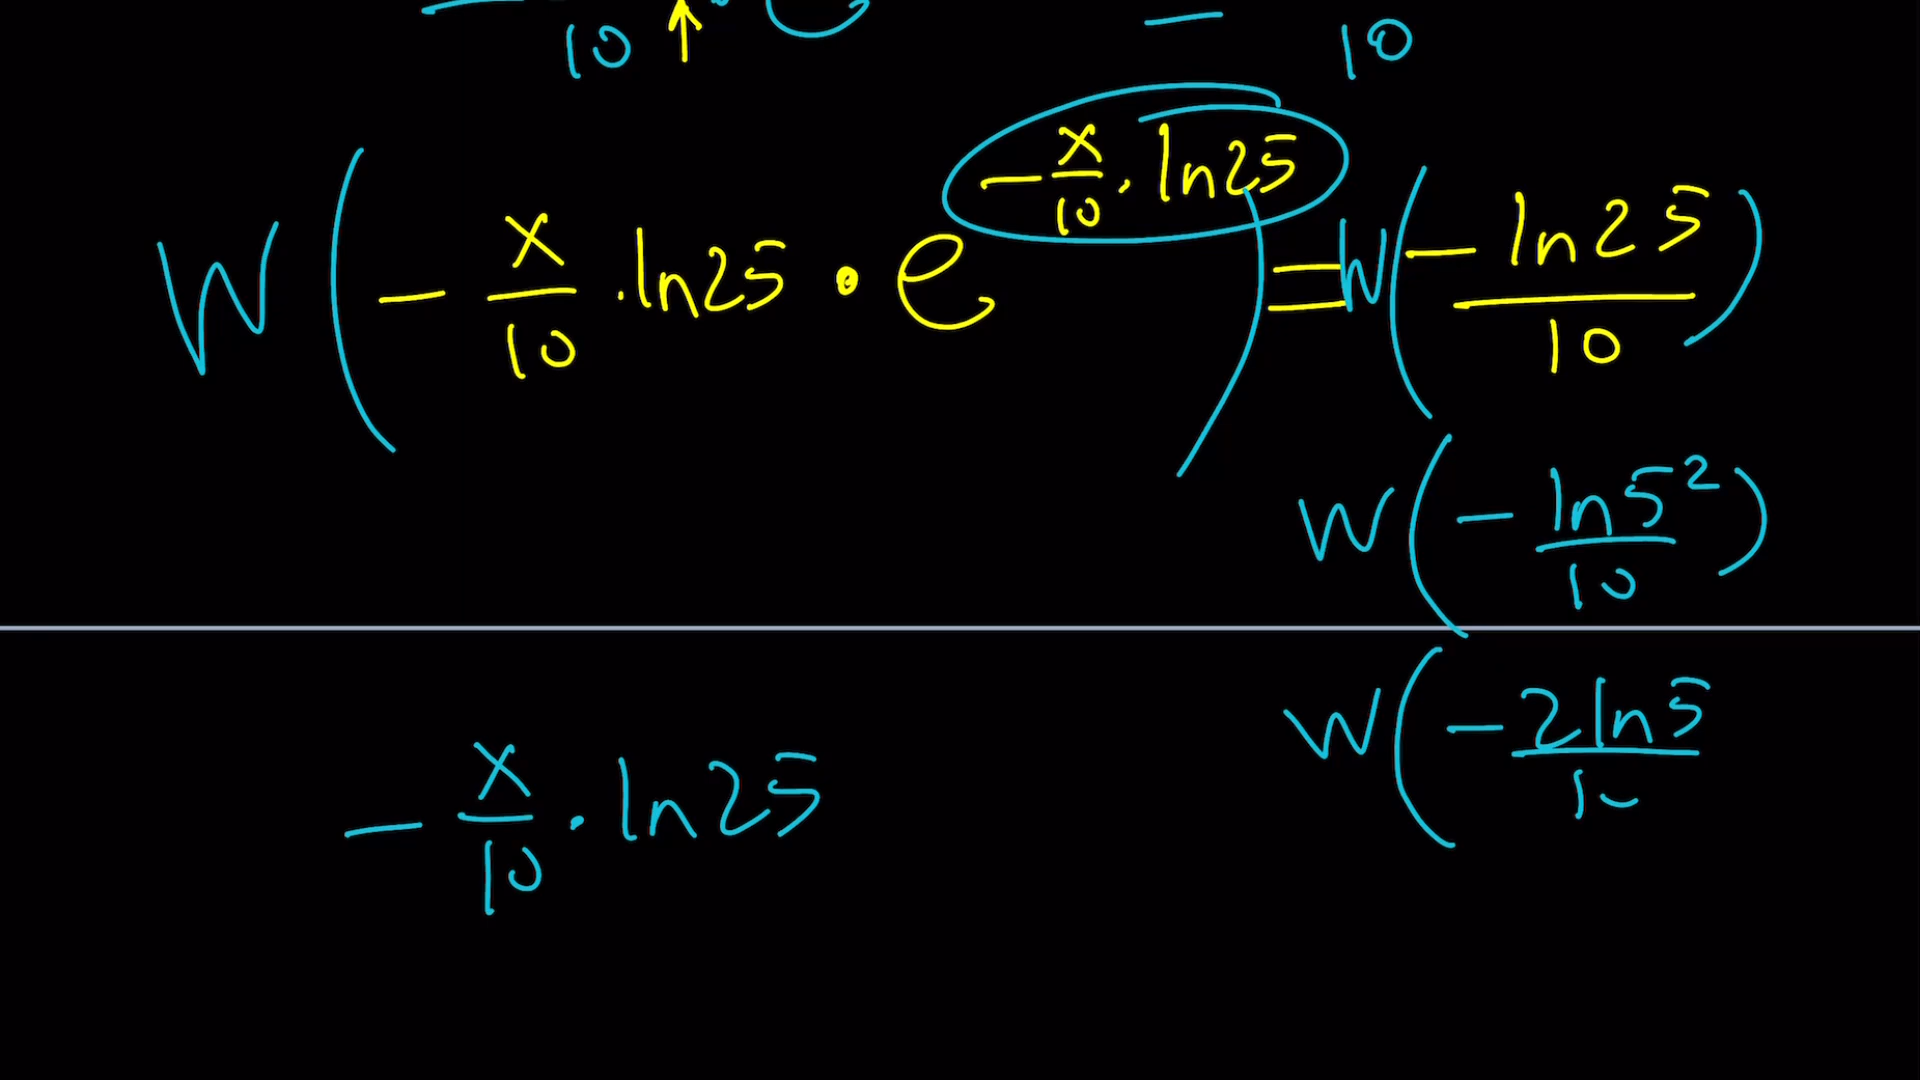 10 ↑ — 10
W(-x/10 · ln25 · e^(-x/10 · ln25)) = W(-ln25/10)
W(-ln5²/10)
-x/10 · ln25 W(-2ln5/10